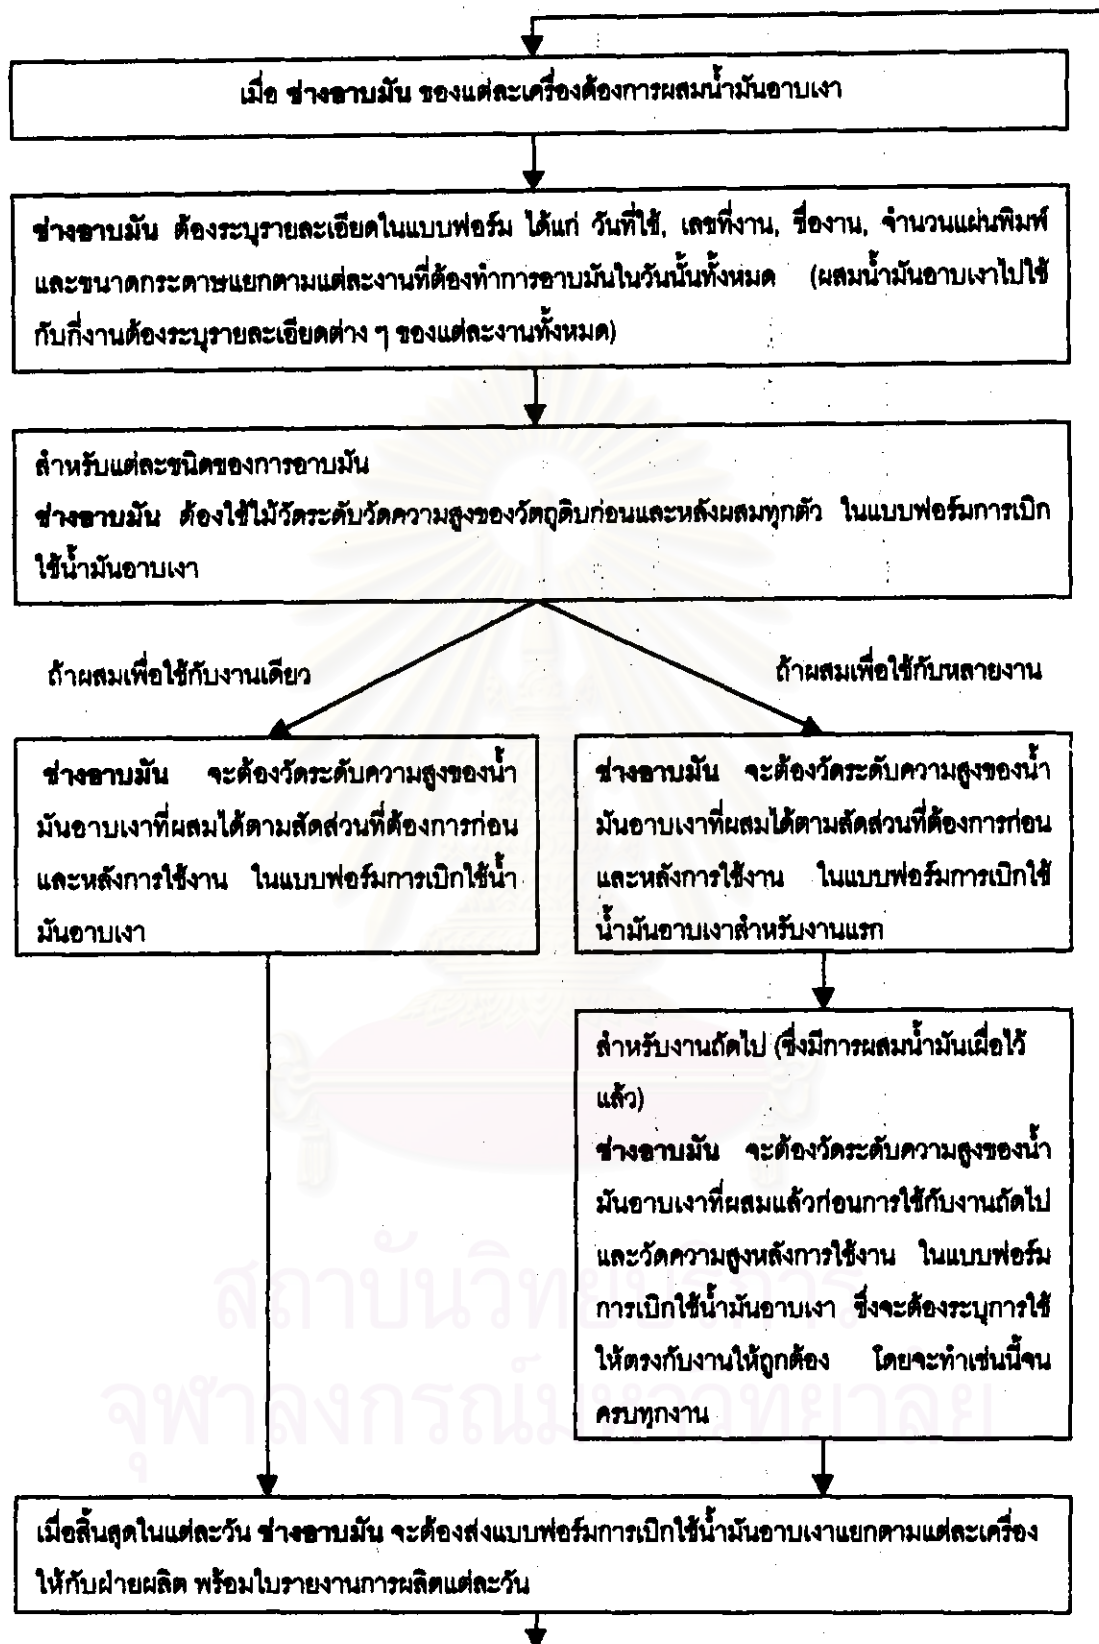 เมื่อ ช่างอาบมัน ของแต่ละเครื่องต้องการผสมน้ำมันอาบเงา
ช่างอาบมัน ต้องระบุรายละเอียดในแบบฟอร์ม ได้แก่ วันที่ใช้, เลขที่งาน, ชื่องาน, จำนวนแผ่นพิมพ์
และขนาดกระดาษแยกตามแต่ละงานที่ต้องทำการอาบมันในวันนั้นทั้งหมด (ผสมน้ำมันอาบเงาไปใช้
กับกี่งานต้องระบุรายละเอียดต่าง ๆ ของแต่ละงานทั้งหมด)
สำหรับแต่ละชนิดของการอาบมัน
ช่างอาบมัน ต้องใช้ไม้วัดระดับวัดความสูงของวัตถุดิบก่อนและหลังผสมทุกตัว ในแบบฟอร์มการเบิก
ใช้น้ำมันอาบเงา
ถ้าผสมเพื่อใช้กับงานเดียว
ถ้าผสมเพื่อใช้กับหลายงาน
ช่างอาบมัน จะต้องวัดระดับความสูงของน้ำ
มันอาบเงาที่ผสมได้ตามสัดส่วนที่ต้องการก่อน
และหลังการใช้งาน ในแบบฟอร์มการเบิกใช้น้ำ
มันอาบเงา
ช่างอาบมัน จะต้องวัดระดับความสูงของน้ำ
มันอาบเงาที่ผสมได้ตามสัดส่วนที่ต้องการก่อน
และหลังการใช้งาน ในแบบฟอร์มการเบิกใช้
น้ำมันอาบเงาสำหรับงานแรก
สำหรับงานถัดไป (ซึ่งมีการผสมน้ำมันเผื่อไว้
แล้ว)
ช่างอาบมัน จะต้องวัดระดับความสูงของน้ำ
มันอาบเงาที่ผสมแล้วก่อนการใช้กับงานถัดไป
และวัดความสูงหลังการใช้งาน ในแบบฟอร์ม
การเบิกใช้น้ำมันอาบเงา ซึ่งจะต้องระบุการใช้
ให้ตรงกับงานให้ถูกต้อง โดยจะทำเช่นนี้จน
ครบทุกงาน
สถาบันวิทยบริการ
จุฬาลงกรณ์มหาวิทยาลัย
เมื่อสิ้นสุดในแต่ละวัน ช่างอาบมัน จะต้องส่งแบบฟอร์มการเบิกใช้น้ำมันอาบเงาแยกตามแต่ละเครื่อง
ให้กับฝ่ายผลิต พร้อมใบรายงานการผลิตแต่ละวัน